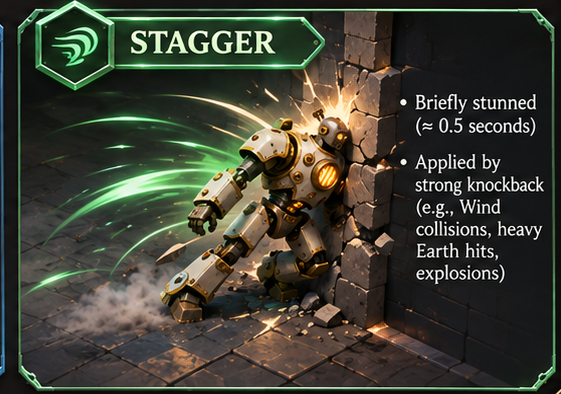 STAGGER
• Briefly stunned
(≈ 0.5 seconds)
• Applied by
strong knockback
(e.g., Wind
collisions, heavy
Earth hits,
explosions)